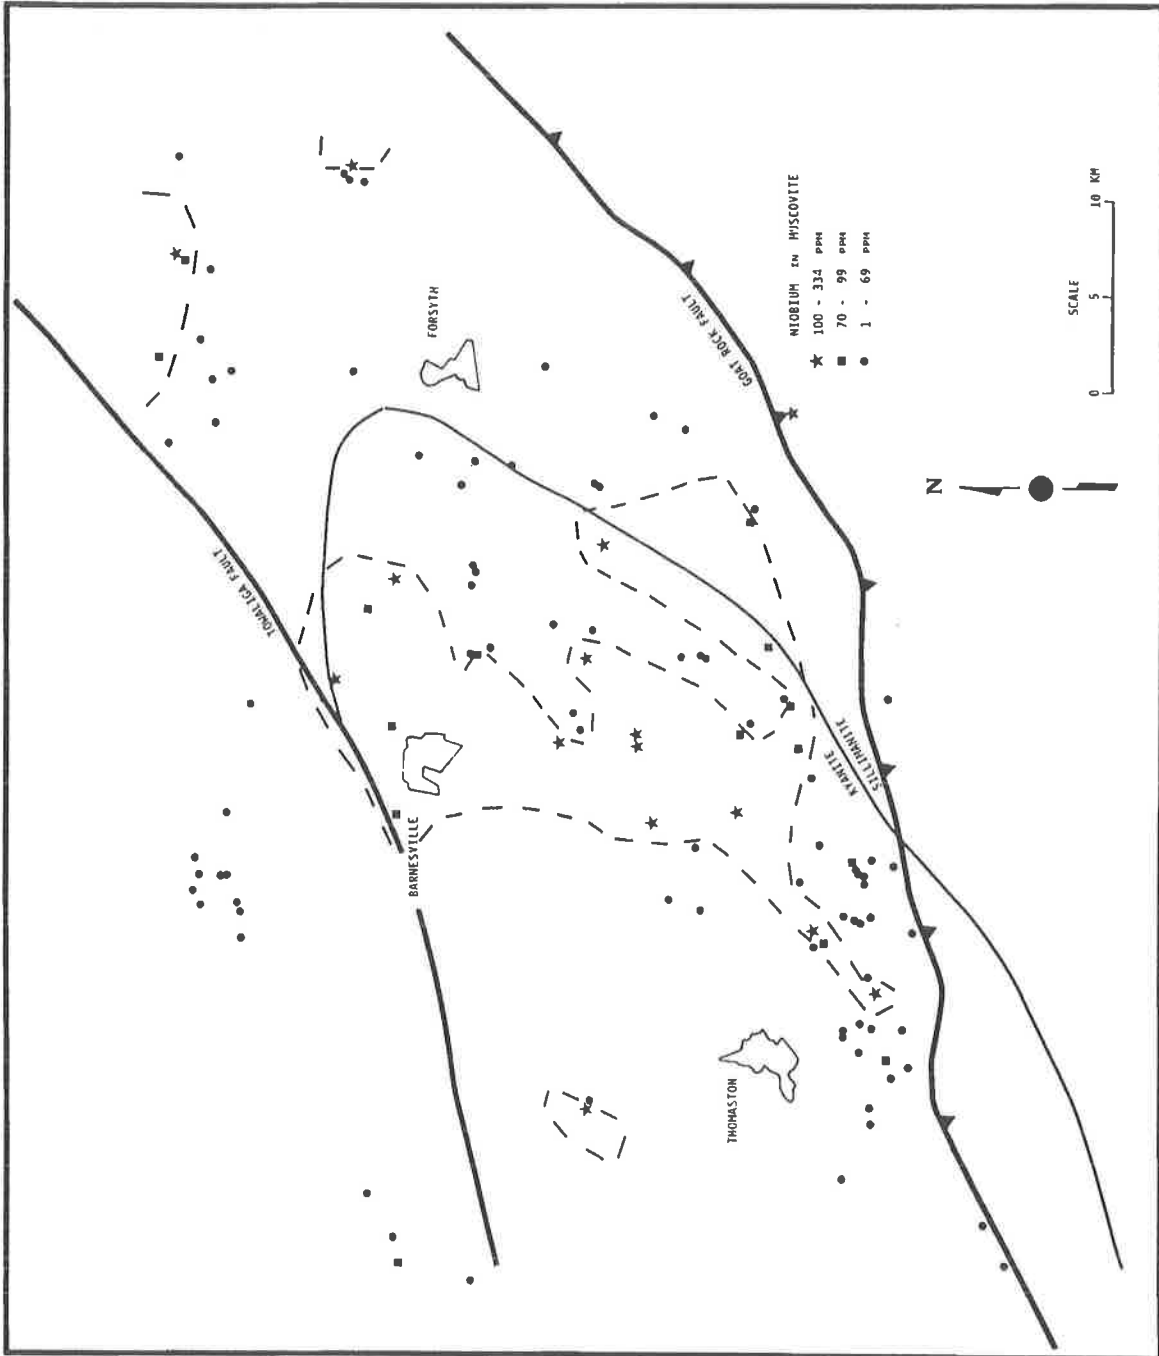 TOWALIGA FAULT
FORSYTH
BARNESVILLE
THOMASTON
GOAT ROCK FAULT
KYANITE
SILLIMANITE
NIOBIUM IN MUSCOVITE
100 - 334 PPM
70 - 99 PPM
1 - 69 PPM
N
SCALE
0 5 10 KM